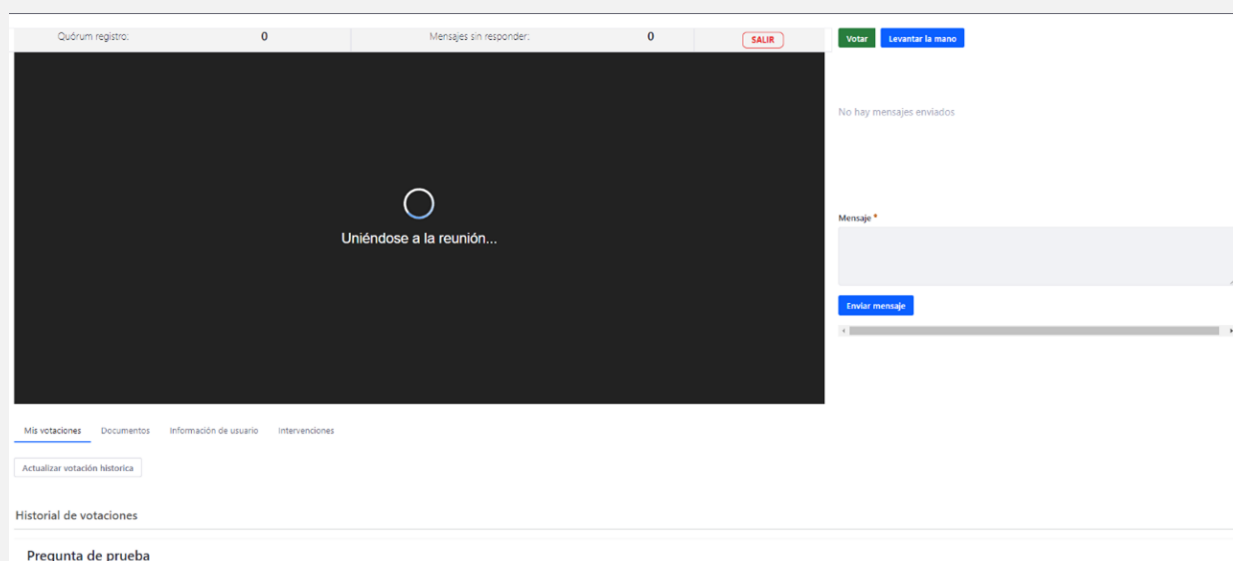 Quórum registro: 0 Mensajes sin responder: 0 SALIR Votar Levantar la mano
No hay mensajes enviados
Uniéndose a la reunión...
Mensaje *
Enviar mensaje
Mis votaciones Documentos Información de usuario Intervenciones
Actualizar votación historica
Historial de votaciones
Pregunta de prueba